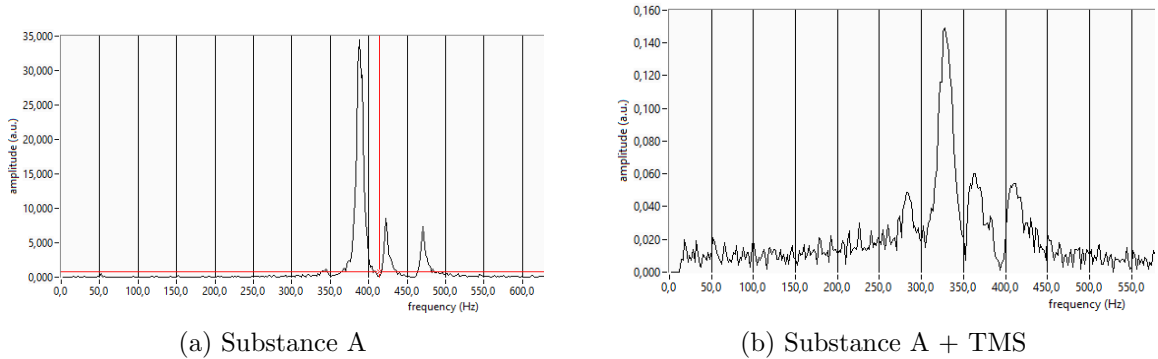 35,000
30,000
25,000
20,000
15,000
10,000
5,000
0,000
amplitude (a.u.)
0,0 50,0 100,0 150,0 200,0 250,0 300,0 350,0 400,0 450,0 500,0 550,0 600,0
frequency (Hz)
(a) Substance A
0,160
0,140
0,120
0,100
0,080
0,060
0,040
0,020
0,000
amplitude (a.u.)
0,0 50,0 100,0 150,0 200,0 250,0 300,0 350,0 400,0 450,0 500,0 550,0
frequency (Hz)
(b) Substance A + TMS